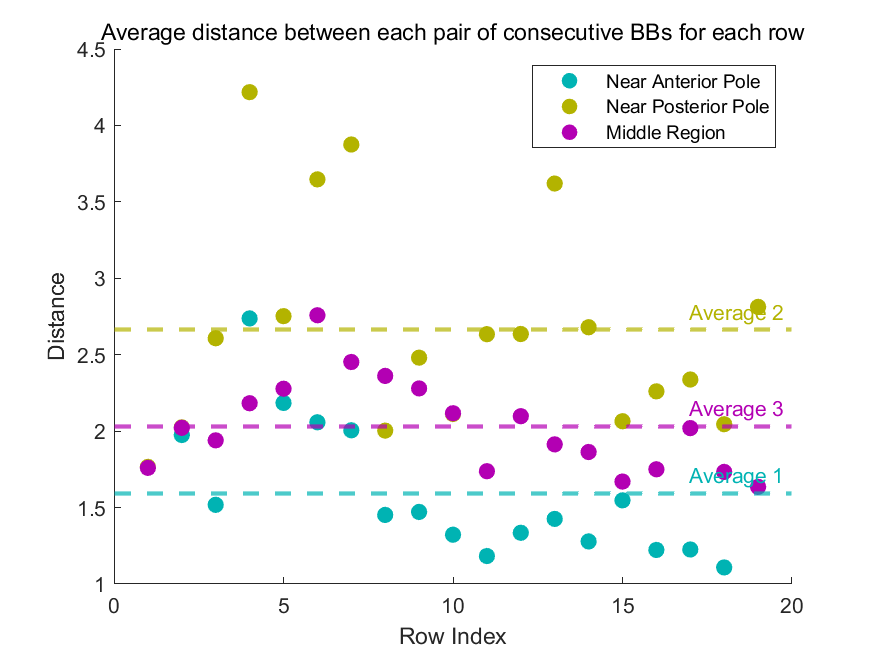 Average distance between each pair of consecutive BBs for each row
Near Anterior Pole
Near Posterior Pole
Middle Region
4.5
4
3.5
3
2.5
2
1.5
1
Distance
Average 2
Average 3
Average 1
0
5
10
15
20
Row Index